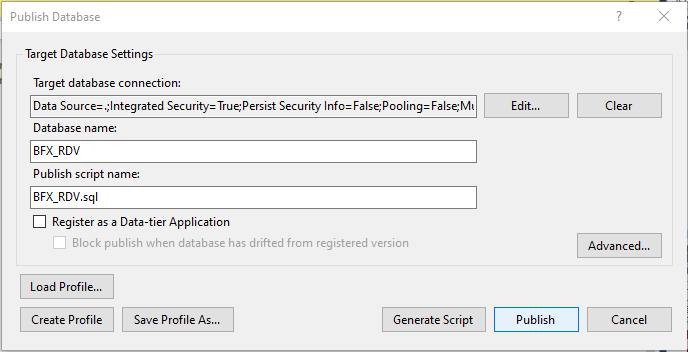 Publish Database
? ×
Target Database Settings
Target database connection:
Data Source=.;Integrated Security=True;Persist Security Info=False;Pooling=False;Mu
Edit...
Clear
Database name:
BFX_RDV
Publish script name:
BFX_RDV.sql
Register as a Data-tier Application
Block publish when database has drifted from registered version
Advanced...
Load Profile...
Create Profile
Save Profile As...
Generate Script
Publish
Cancel